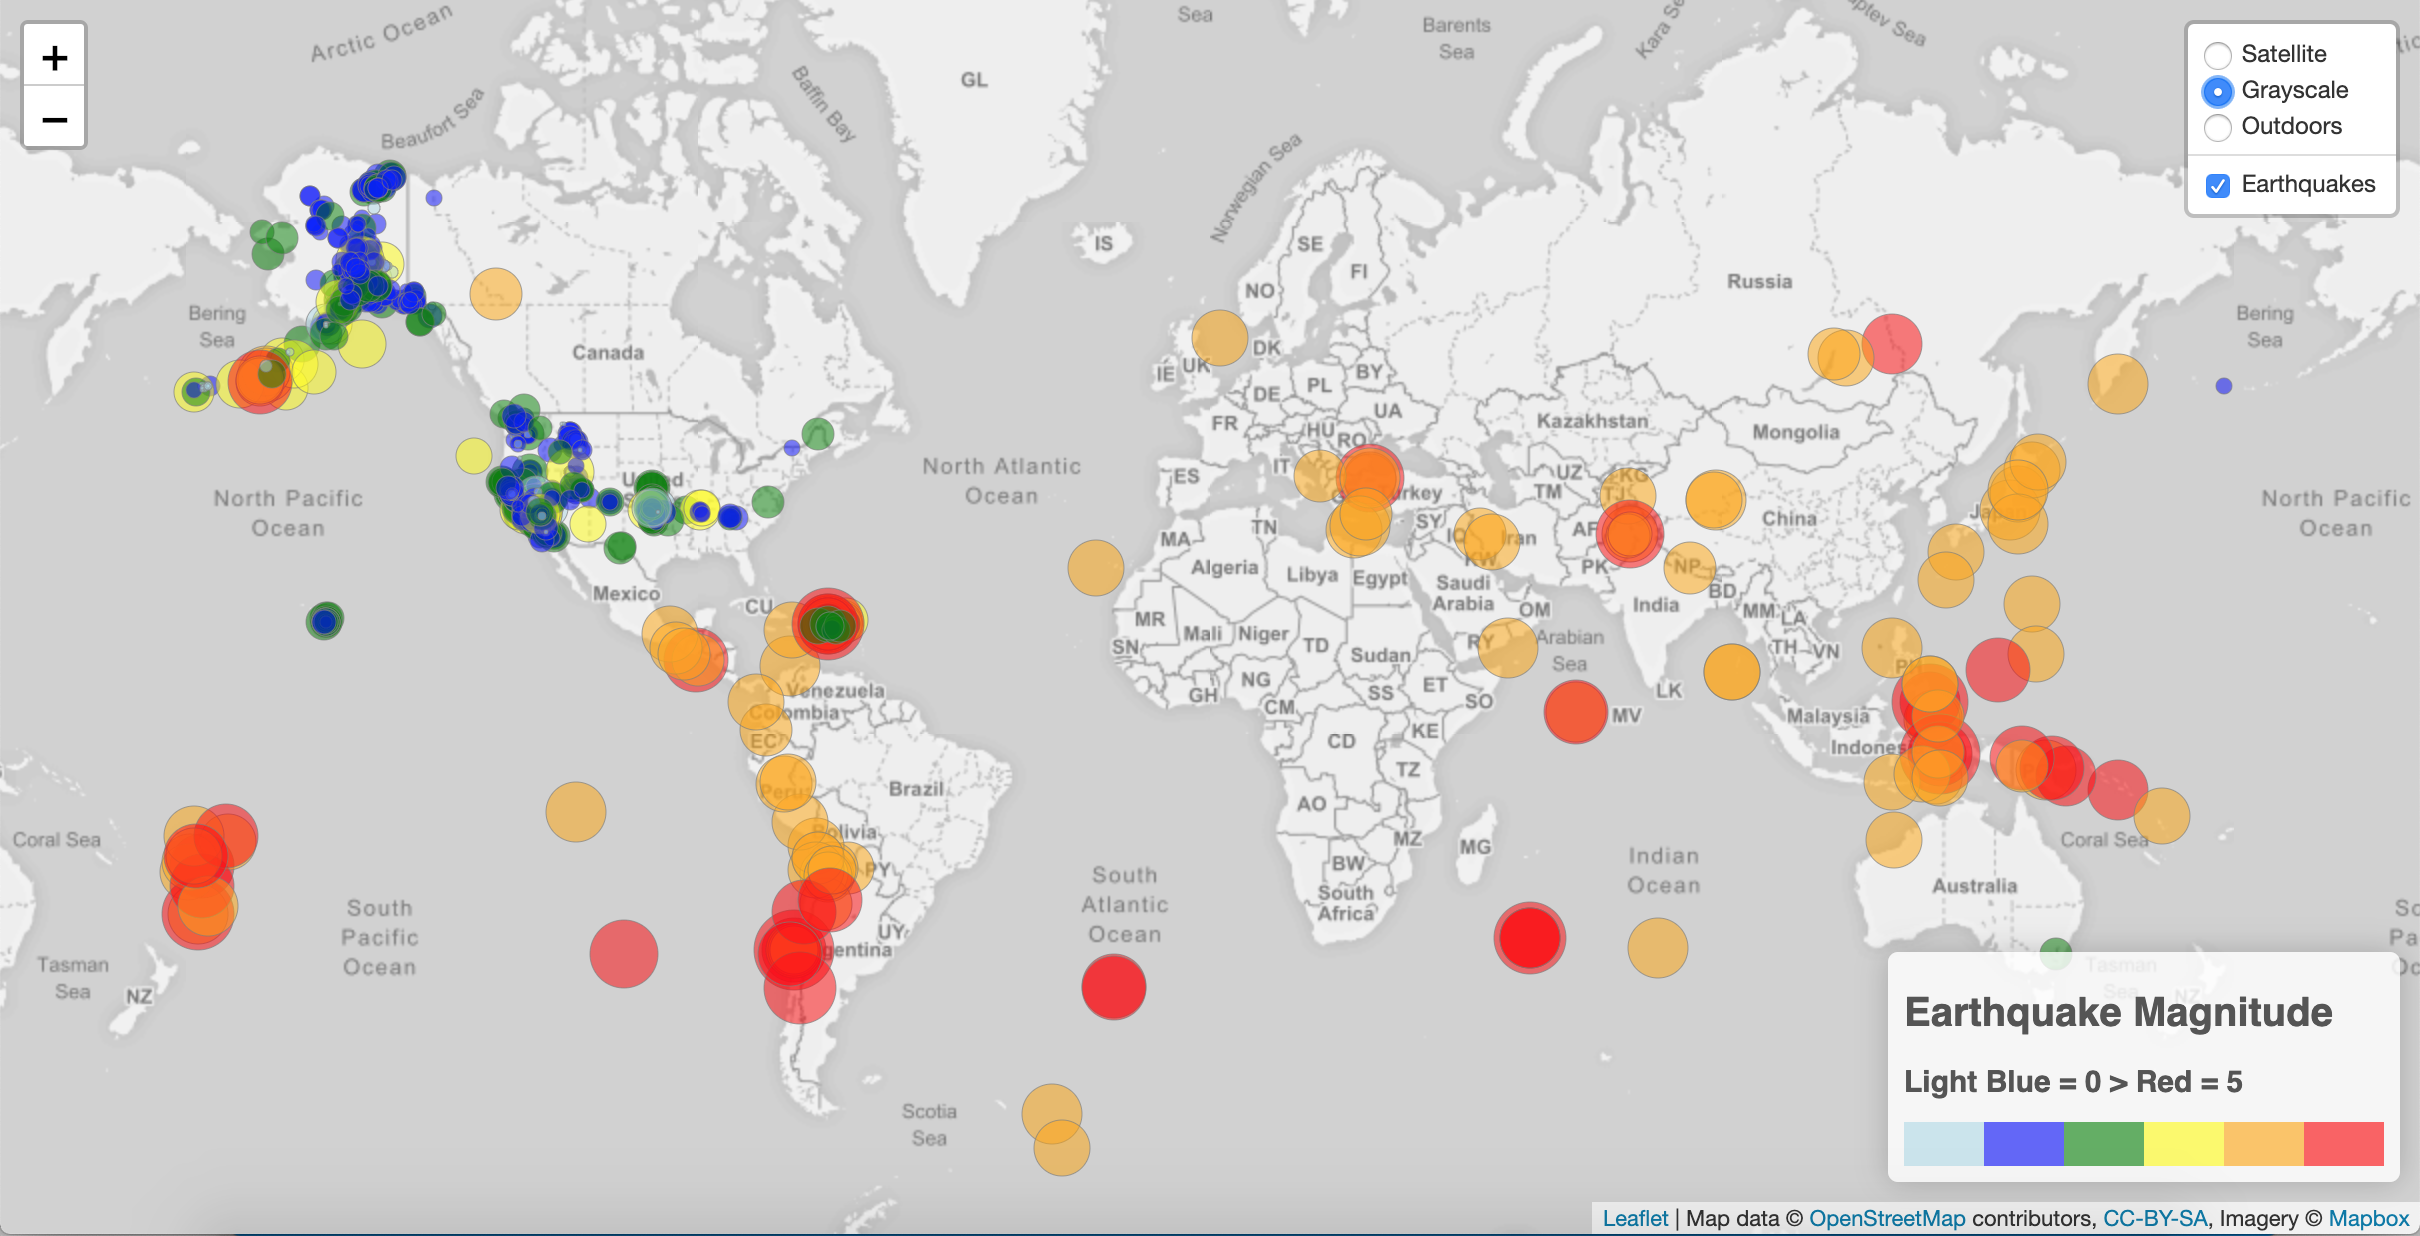 +
−
Arctic Ocean
Beaufort Sea
Baffin Bay
GL
Sea
Barents
Sea
Kara
ptev Sea
Satellite
Grayscale
Outdoors
Earthquakes
Norwegian Sea
IS
SE
FI
NO
Russia
Bering
Sea
Bering
Sea
Canada
DK
IE
UK
BY
PL
DE
UA
FR
HU
RO
Kazakhstan
Mongolia
North Atlantic
Ocean
IT
ES
UZ
KG
TM
TJ
North Pacific
Ocean
North Pacific
Ocean
TN
SY
China
MA
IQ
Iran
AF
KW
PK
NP
Algeria
Libya
Egypt
Saudi
Arabia
BD
Mexico
CU
India
OM
MM
LA
MR
Mali
Niger
TD
Sudan
RY
Arabian
Sea
TH
VN
SN
NG
SS
ET
SO
LK
GH
CM
MV
Venezuela
Colombia
EC
Malaysia
KE
CD
TZ
Brazil
Peru
AO
Bolivia
MZ
MG
Coral Sea
Coral Sea
PY
BW
South
Africa
Indian
Ocean
South
Atlantic
Ocean
Australia
South
Pacific
Ocean
UY
Tasman
Sea
NZ
Tasman
Sea
NZ
Scotia
Sea
Earthquake Magnitude
Light Blue = 0 > Red = 5
Leaflet | Map data © OpenStreetMap contributors, CC-BY-SA, Imagery © Mapbox